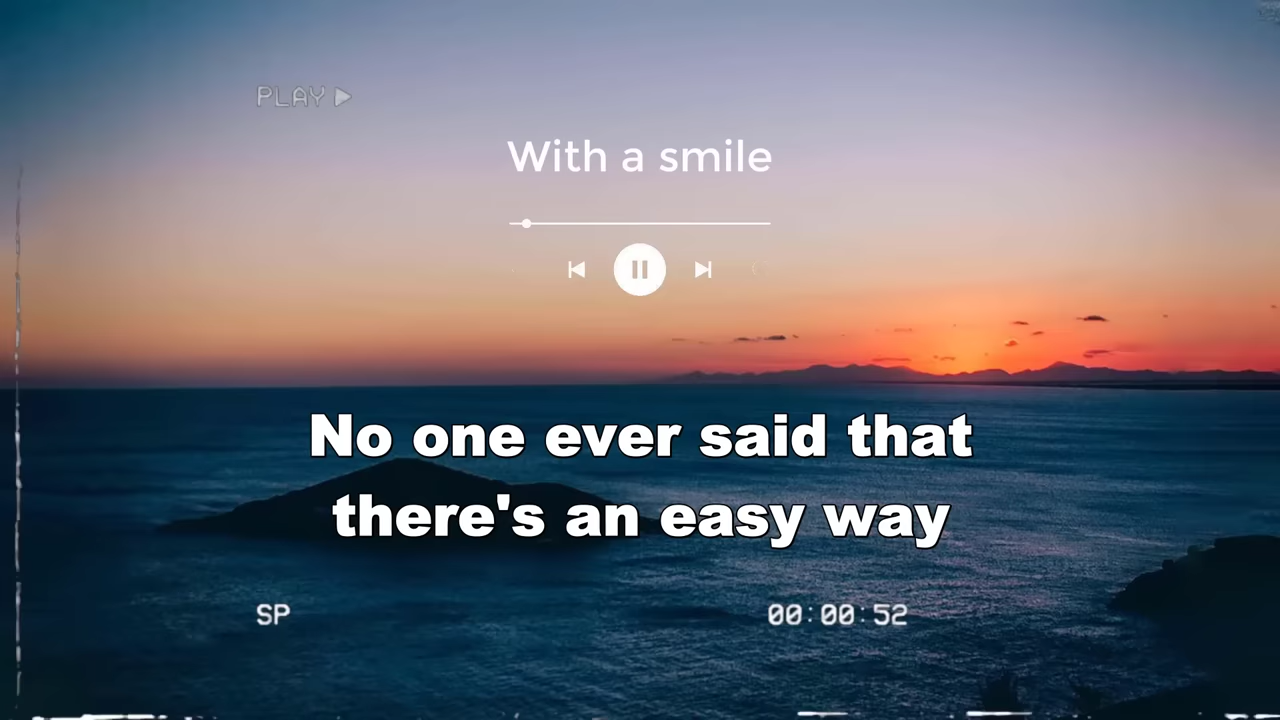 PLAY
With a smile
No one ever said that
there's an easy way
SP 00:00:52